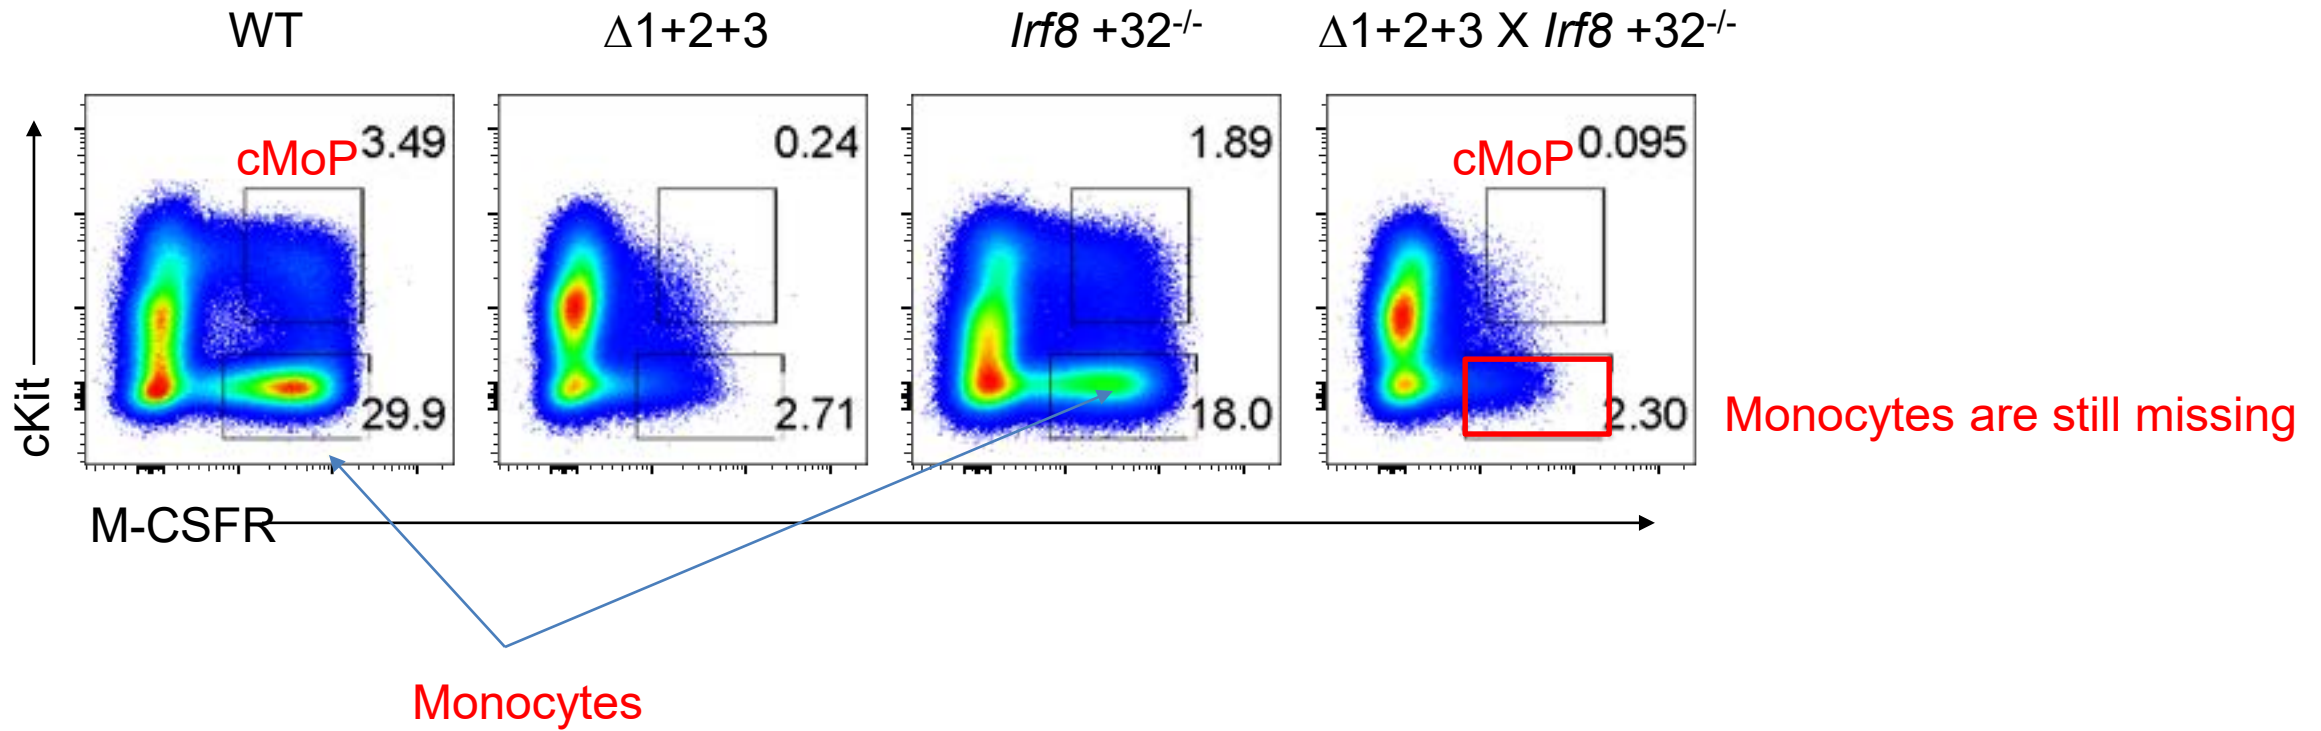 WT
Δ1+2+3
Irf8 +32-/-
Δ1+2+3 X Irf8 +32-/-
cMoP
3.49
0.24
1.89
cMoP
0.095
cKit
29.9
2.71
18.0
2.30
Monocytes are still missing
M-CSFR
Monocytes